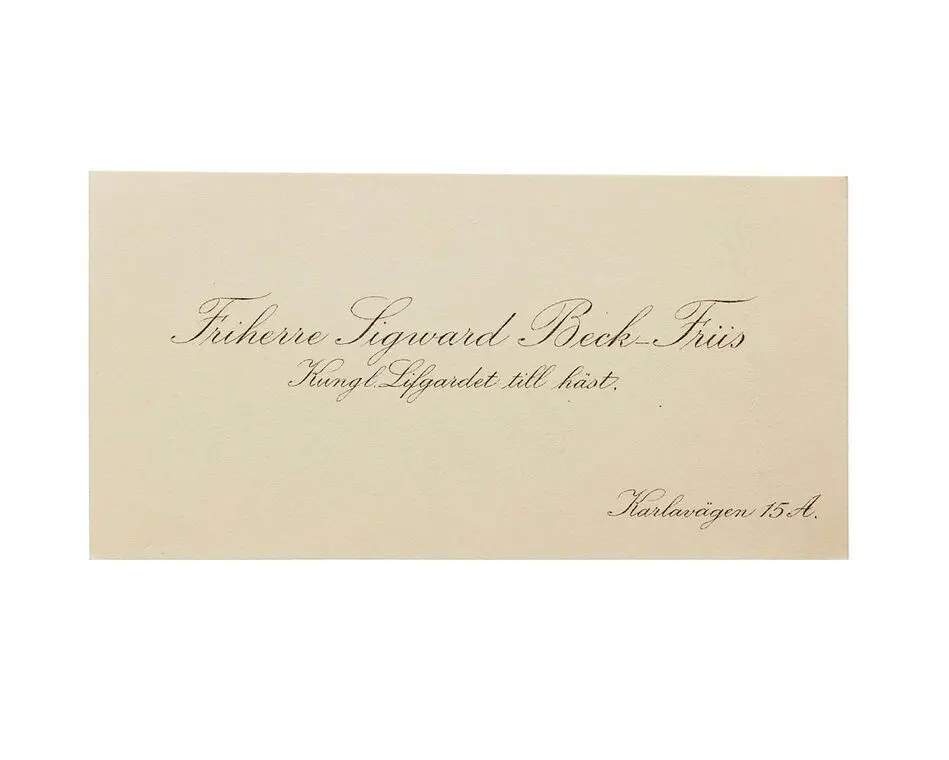 Friherre Sigward Beck-Friis
Kungl. Lifgardet till häst.
Karlavägen 15 A.